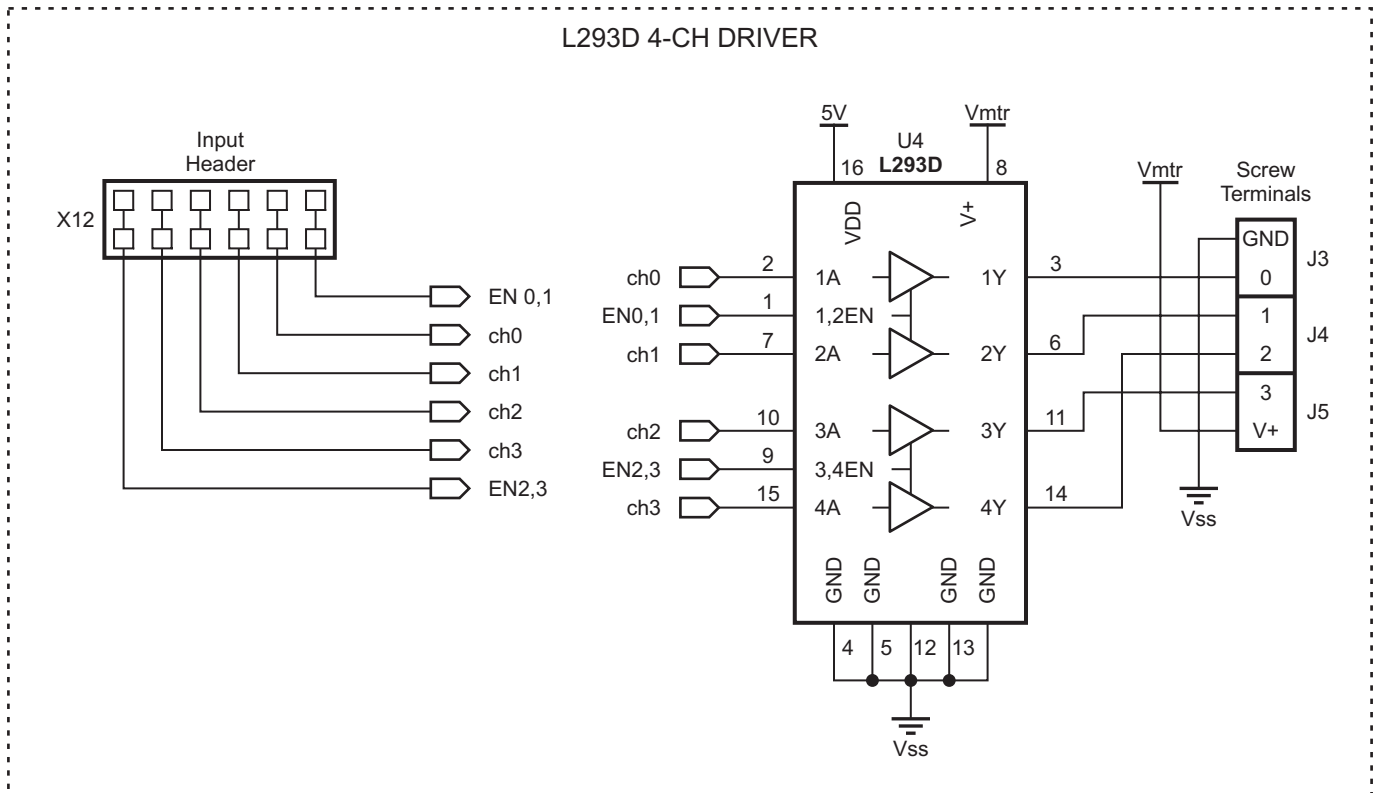 L293D 4-CH DRIVER
Input
Header
X12
EN 0,1
ch0
ch1
ch2
ch3
EN2,3
5V
Vmtr
U4
L293D
16
8
VDD
V+
ch0
2
1A
1Y
3
EN0,1
1
1,2EN
ch1
7
2A
2Y
6
ch2
10
3A
3Y
11
EN2,3
9
3,4EN
ch3
15
4A
4Y
14
GND
GND
GND
GND
4
5
12
13
Vss
Vmtr
Screw
Terminals
GND
0
J3
1
2
J4
3
V+
J5
Vss